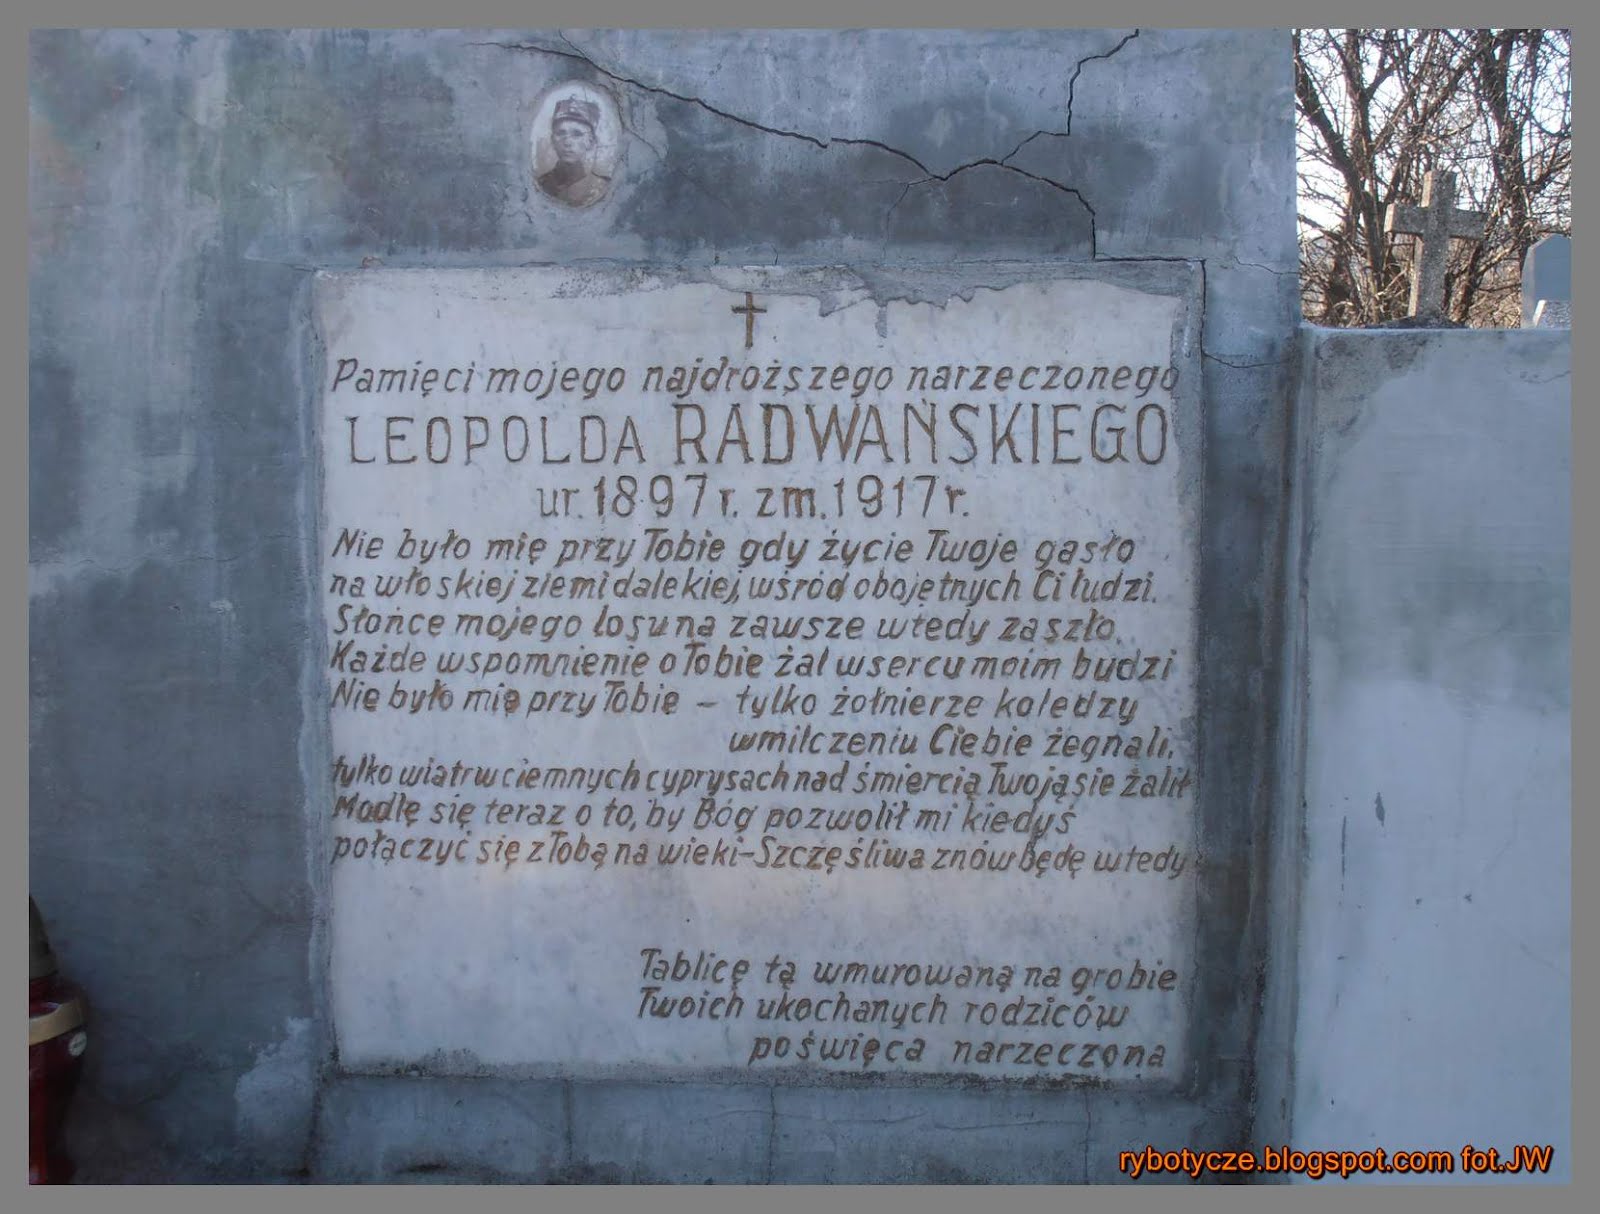 Pamięci mojego najdroższego narzeczonego
LEOPOLDA RADWAŃSKIEGO
ur. 1897 r. zm. 1917 r.
Nie było mię przy Tobie gdy życie Twoje gasło
na włoskiej ziemi dalekiej, wśród obojętnych Ci ludzi.
Słońce mojego losu na zawsze wtedy zaszło.
Każde wspomnienie o Tobie żal w sercu moim budzi
Nie było mię przy Tobie – tylko żołnierze koledzy
w milczeniu Ciebie żegnali,
tylko wiatr w ciemnych cyprysach nad śmiercią Twoją sie żalił
Modlę się teraz o to, by Bóg pozwolił mi kiedyś
połączyć się z Tobą na wieki – Szczęśliwa znów będę wtedy
Tablicę tą wmurowaną na grobie
Twoich ukochanych rodziców
poświęca narzeczona
rybotycze.blogspot.com fot.JW